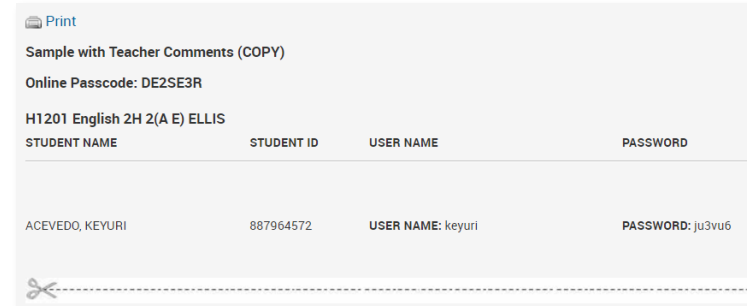 Print
Sample with Teacher Comments (COPY)
Online Passcode: DE2SE3R
H1201 English 2H 2(A E) ELLIS
STUDENT NAME STUDENT ID USER NAME PASSWORD
ACEVEDO, KEYURI 887964572 USER NAME: keyuri PASSWORD: ju3vu6